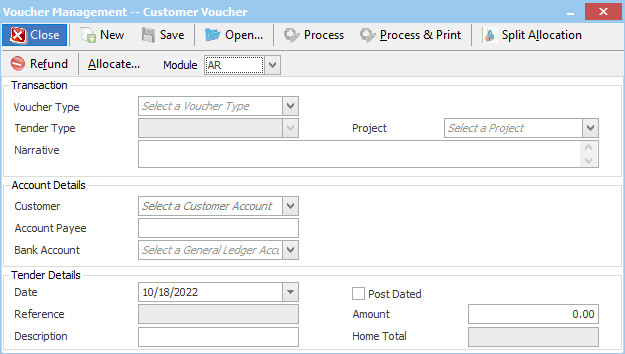 Voucher Management -- Customer Voucher
Close New Save Open... Process Process & Print Split Allocation
Refund Allocate... Module AR
Transaction
Voucher Type Select a Voucher Type
Tender Type Project Select a Project
Narrative
Account Details
Customer Select a Customer Account
Account Payee
Bank Account Select a General Ledger Accc
Tender Details
Date 10/18/2022 Post Dated
Reference Amount 0.00
Description Home Total